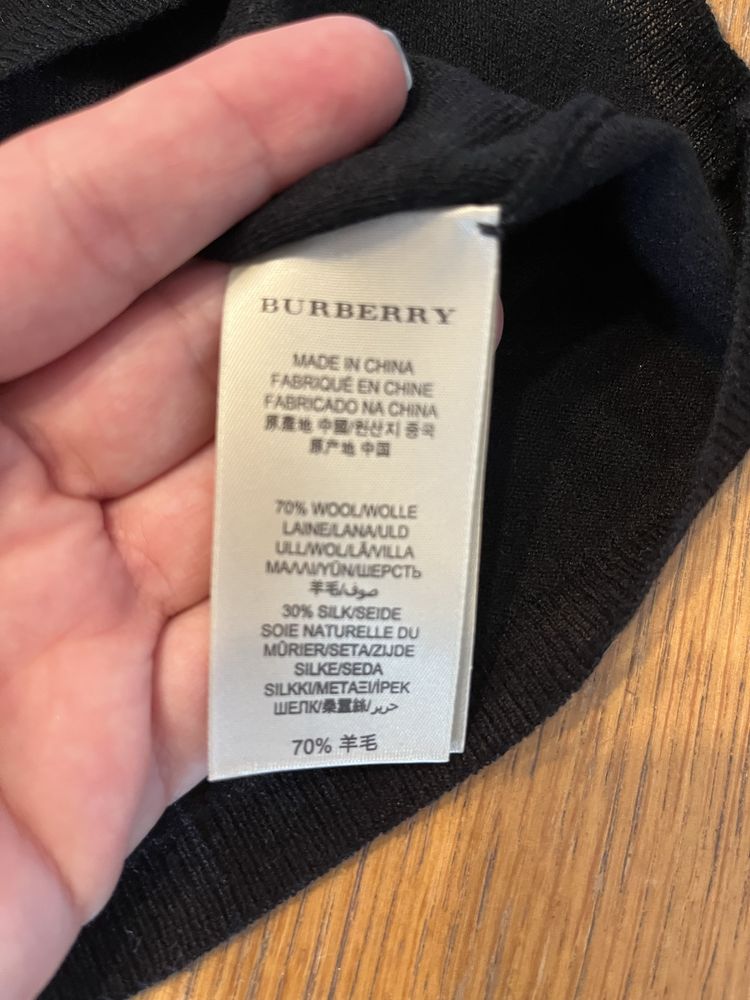 BURBERRY
MADE IN CHINA
FABRIQUÉ EN CHINE
FABRICADO NA CHINA
原產地 中國/원산지 중국
原产地 中国
70% WOOL/WOLLE
LAINE/LANA/ULD
ULL/WOL/LÃ/VILLA
ΜΑΛΛΙ/YÜN/ШЕРСТЬ
羊毛/صوف
30% SILK/SEIDE
SOIE NATURELLE DU
MÛRIER/SETA/ZIJDE
SILKE/SEDA
SILKKI/ΜΕΤΑΞΙ/İPEK
ШЕЛК/桑蠶絲/حرير
70% 羊毛